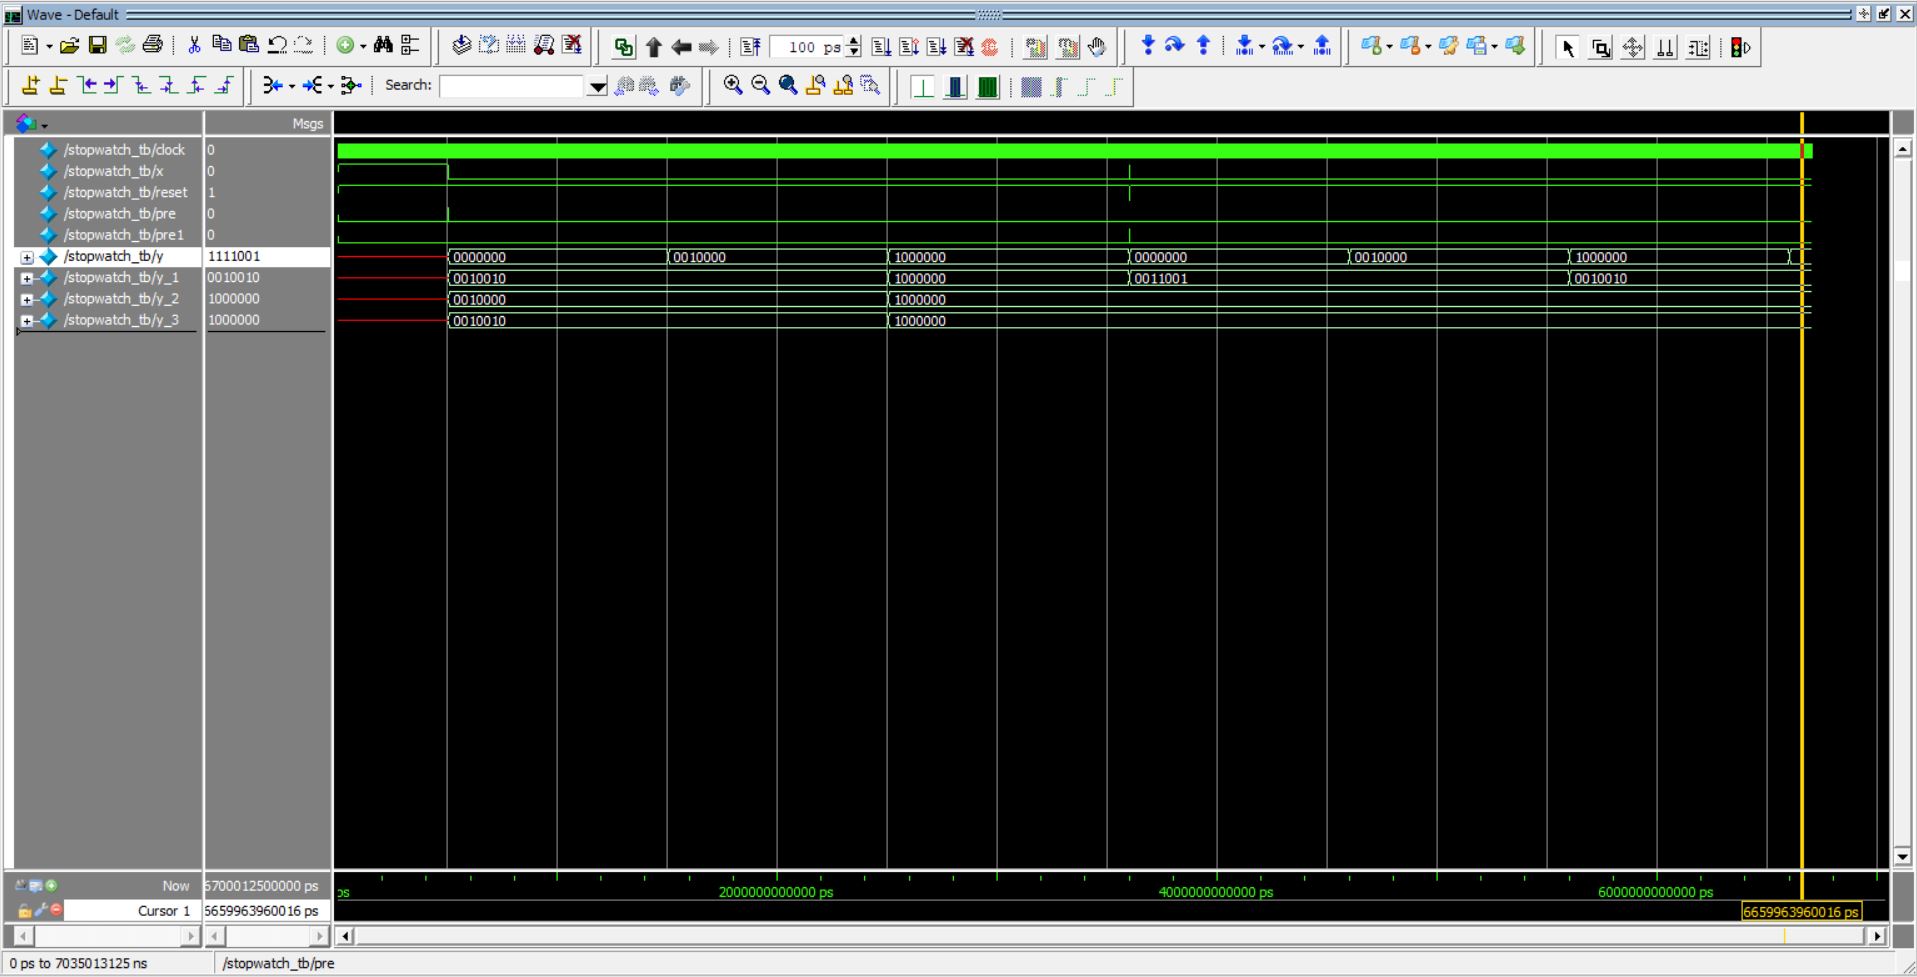 Wave - Default
100 ps
Search:
Msgs
/stopwatch_tb/clock 0
/stopwatch_tb/x 0
/stopwatch_tb/reset 1
/stopwatch_tb/pre 0
/stopwatch_tb/pre1 0
/stopwatch_tb/y 1111001 0000000 0010000 1000000 0000000 0010000 1000000
/stopwatch_tb/y_1 0010010 0010010 1000000 0011001 0010010
/stopwatch_tb/y_2 1000000 0010000 1000000
/stopwatch_tb/y_3 1000000 0010010 1000000
Now 6700012500000 ps ps 2000000000000 ps 4000000000000 ps 6000000000000 ps
Cursor 1 6659963960016 ps 6659963960016 ps
0 ps to 7035013125 ns /stopwatch_tb/pre